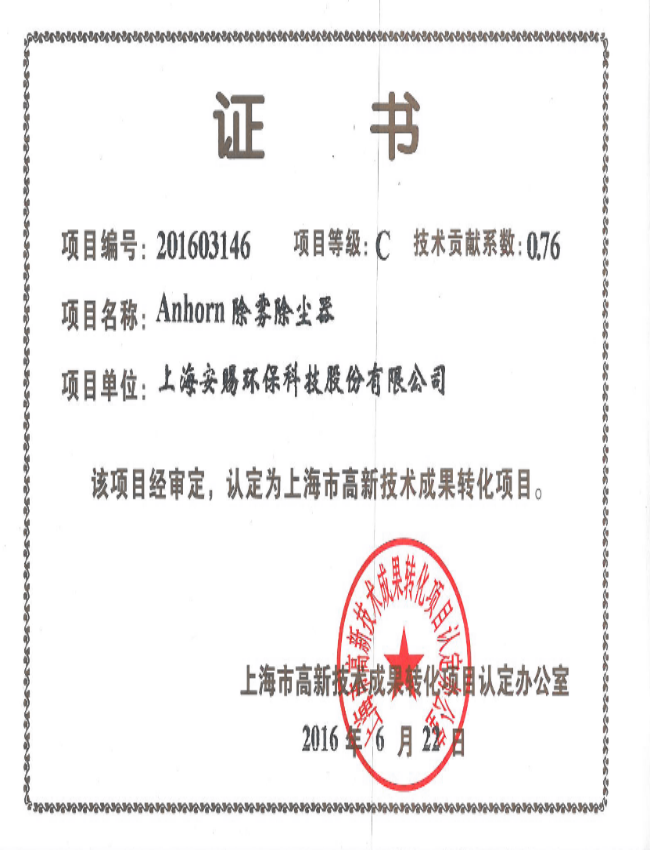 证 书
项目编号: 201603146 项目等级: C 技术贡献系数: 0.76
项目名称: Anhorn 除雾除尘器
项目单位: 上海安赐环保科技股份有限公司
该项目经审定，认定为上海市高新技术成果转化项目。
上海市高新技术成果转化项目认定办公室
上海市高新技术成果转化项目认定办公室
2016 年 6 月 22 日